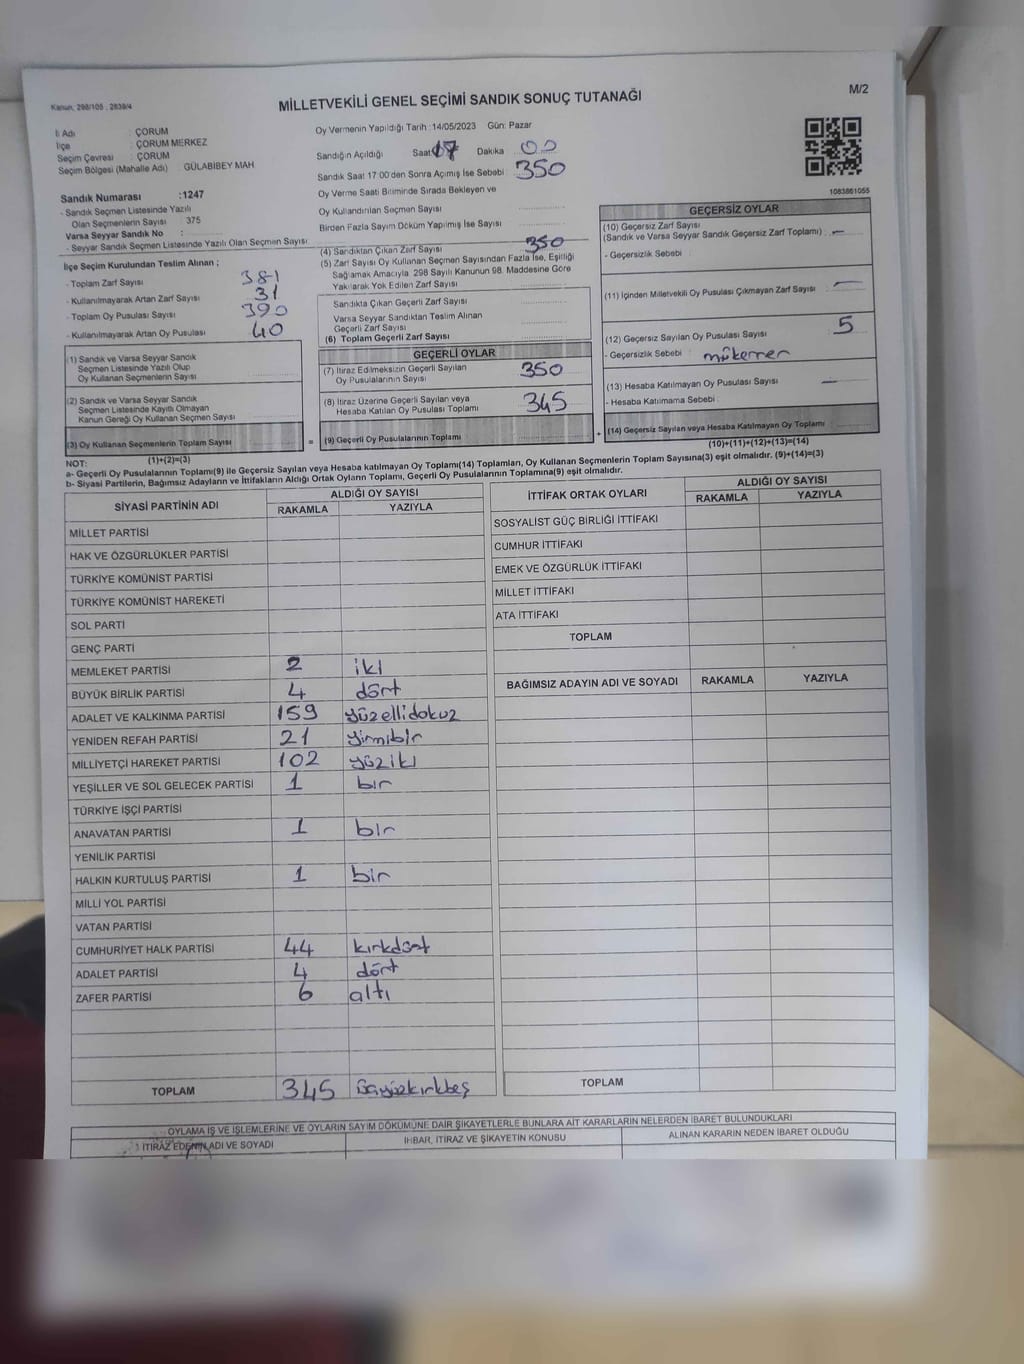 Kanun, 298/105 ; 2839/4
MİLLETVEKİLİ GENEL SEÇİMİ SANDIK SONUÇ TUTANAĞI
M/2
İl Adı : ÇORUM
İlçe : ÇORUM MERKEZ
Seçim Çevresi : ÇORUM
Seçim Bölgesi (Mahalle Adı) : GÜLABİBEY MAH
Oy Vermenin Yapıldığı Tarih :14/05/2023 Gün: Pazar
Sandığın Açıldığı Saat 17 Dakika 00
Sandık Saat 17:00'den Sonra Açımış İse Sebebi 350
Oy Verme Saati Bitiminde Sırada Bekleyen ve
Oy Kullandırılan Seçmen Sayısı
Birden Fazla Sayım Döküm Yapılmış İse Sayısı
1083861055
Sandık Numarası :1247
- Sandık Seçmen Listesinde Yazılı
Olan Seçmenlerin Sayısı 375
Varsa Seyyar Sandık No :
- Seyyar Sandık Seçmen Listesinde Yazılı Olan Seçmen Sayısı
İlçe Seçim Kurulundan Teslim Alınan ;
- Toplam Zarf Sayısı 381
- Kullanılmayarak Artan Zarf Sayısı 31
- Toplam Oy Pusulası Sayısı 390
- Kullanılmayarak Artan Oy Pusulası 40
(1) Sandık ve Varsa Seyyar Sandık
Seçmen Listesinde Yazılı Olup
Oy Kullanan Seçmenlerin Sayısı
(2) Sandık ve Varsa Seyyar Sandık
Seçmen Listesinde Kayıtlı Olmayan
Kanun Gereği Oy Kullanan Seçmen Sayısı
(3) Oy Kullanan Seçmenlerin Toplam Sayısı
(1)+(2)=(3)
(4) Sandıktan Çıkan Zarf Sayısı 350
(5) Zarf Sayısı Oy Kullanan Seçmen Sayısından Fazla İse, Eşitliği
Sağlamak Amacıyla 298 Sayılı Kanunun 98. Maddesine Göre
Yakılarak Yok Edilen Zarf Sayısı
Sandıkta Çıkan Geçerli Zarf Sayısı
Varsa Seyyar Sandıktan Teslim Alınan
Geçerli Zarf Sayısı
(6) Toplam Geçerli Zarf Sayısı
GEÇERLİ OYLAR
(7) İtiraz Edilmeksizin Geçerli Sayılan
Oy Pusulalarının Sayısı 350
(8) İtiraz Üzerine Geçerli Sayılan veya
Hesaba Katılan Oy Pusulası Toplamı 345
= (9) Geçerli Oy Pusulalarının Toplamı +
GEÇERSİZ OYLAR
(10) Geçersiz Zarf Sayısı
(Sandık ve Varsa Seyyar Sandık Geçersiz Zarf Toplamı) —
- Geçersizlik Sebebi
(11) İçinden Milletvekili Oy Pusulası Çıkmayan Zarf Sayısı —
(12) Geçersiz Sayılan Oy Pusulası Sayısı 5
- Geçersizlik Sebebi : mükerrer
(13) Hesaba Katılmayan Oy Pusulası Sayısı —
- Hesaba Katılmama Sebebi :
(14) Geçersiz Sayılan veya Hesaba Katılmayan Oy Toplamı
(10)+(11)+(12)+(13)=(14)
NOT:
a- Geçerli Oy Pusulalarının Toplamı(9) ile Geçersiz Sayılan veya Hesaba katılmayan Oy Toplamı(14) Toplamları, Oy Kullanan Seçmenlerin Toplam Sayısına(3) eşit olmalıdır. (9)+(14)=(3)
b- Siyasi Partilerin, Bağımsız Adayların ve İttifakların Aldığı Ortak Oyların Toplamı, Geçerli Oy Pusulalarının Toplamına(9) eşit olmalıdır.
SİYASİ PARTİNİN ADI ALDIĞI OY SAYISI
RAKAMLA YAZIYLA
MİLLET PARTİSİ
HAK VE ÖZGÜRLÜKLER PARTİSİ
TÜRKİYE KOMÜNİST PARTİSİ
TÜRKİYE KOMÜNİST HAREKETİ
SOL PARTİ
GENÇ PARTİ
MEMLEKET PARTİSİ 2 iki
BÜYÜK BİRLİK PARTİSİ 4 dört
ADALET VE KALKINMA PARTİSİ 159 yüzellidokuz
YENİDEN REFAH PARTİSİ 21 yirmibir
MİLLİYETÇİ HAREKET PARTİSİ 102 yüziki
YEŞİLLER VE SOL GELECEK PARTİSİ 1 bir
TÜRKİYE İŞÇİ PARTİSİ
ANAVATAN PARTİSİ 1 bir
YENİLİK PARTİSİ
HALKIN KURTULUŞ PARTİSİ 1 bir
MİLLİ YOL PARTİSİ
VATAN PARTİSİ
CUMHURİYET HALK PARTİSİ 44 kırkdört
ADALET PARTİSİ 4 dört
ZAFER PARTİSİ 6 altı
TOPLAM 345 üçyüzkırkbeş
İTTİFAK ORTAK OYLARI ALDIĞI OY SAYISI
RAKAMLA YAZIYLA
SOSYALİST GÜÇ BİRLİĞİ İTTİFAKI
CUMHUR İTTİFAKI
EMEK VE ÖZGÜRLÜK İTTİFAKI
MİLLET İTTİFAKI
ATA İTTİFAKI
TOPLAM
BAĞIMSIZ ADAYIN ADI VE SOYADI RAKAMLA YAZIYLA
TOPLAM
OYLAMA İŞ VE İŞLEMLERİNE VE OYLARIN SAYIM DÖKÜMÜNE DAİR ŞİKAYETLERLE BUNLARA AİT KARARLARIN NELERDEN İBARET BULUNDUKLARI
İTİRAZ EDENİN ADI VE SOYADI İHBAR, İTİRAZ VE ŞİKAYETİN KONUSU ALINAN KARARIN NEDEN İBARET OLDUĞU